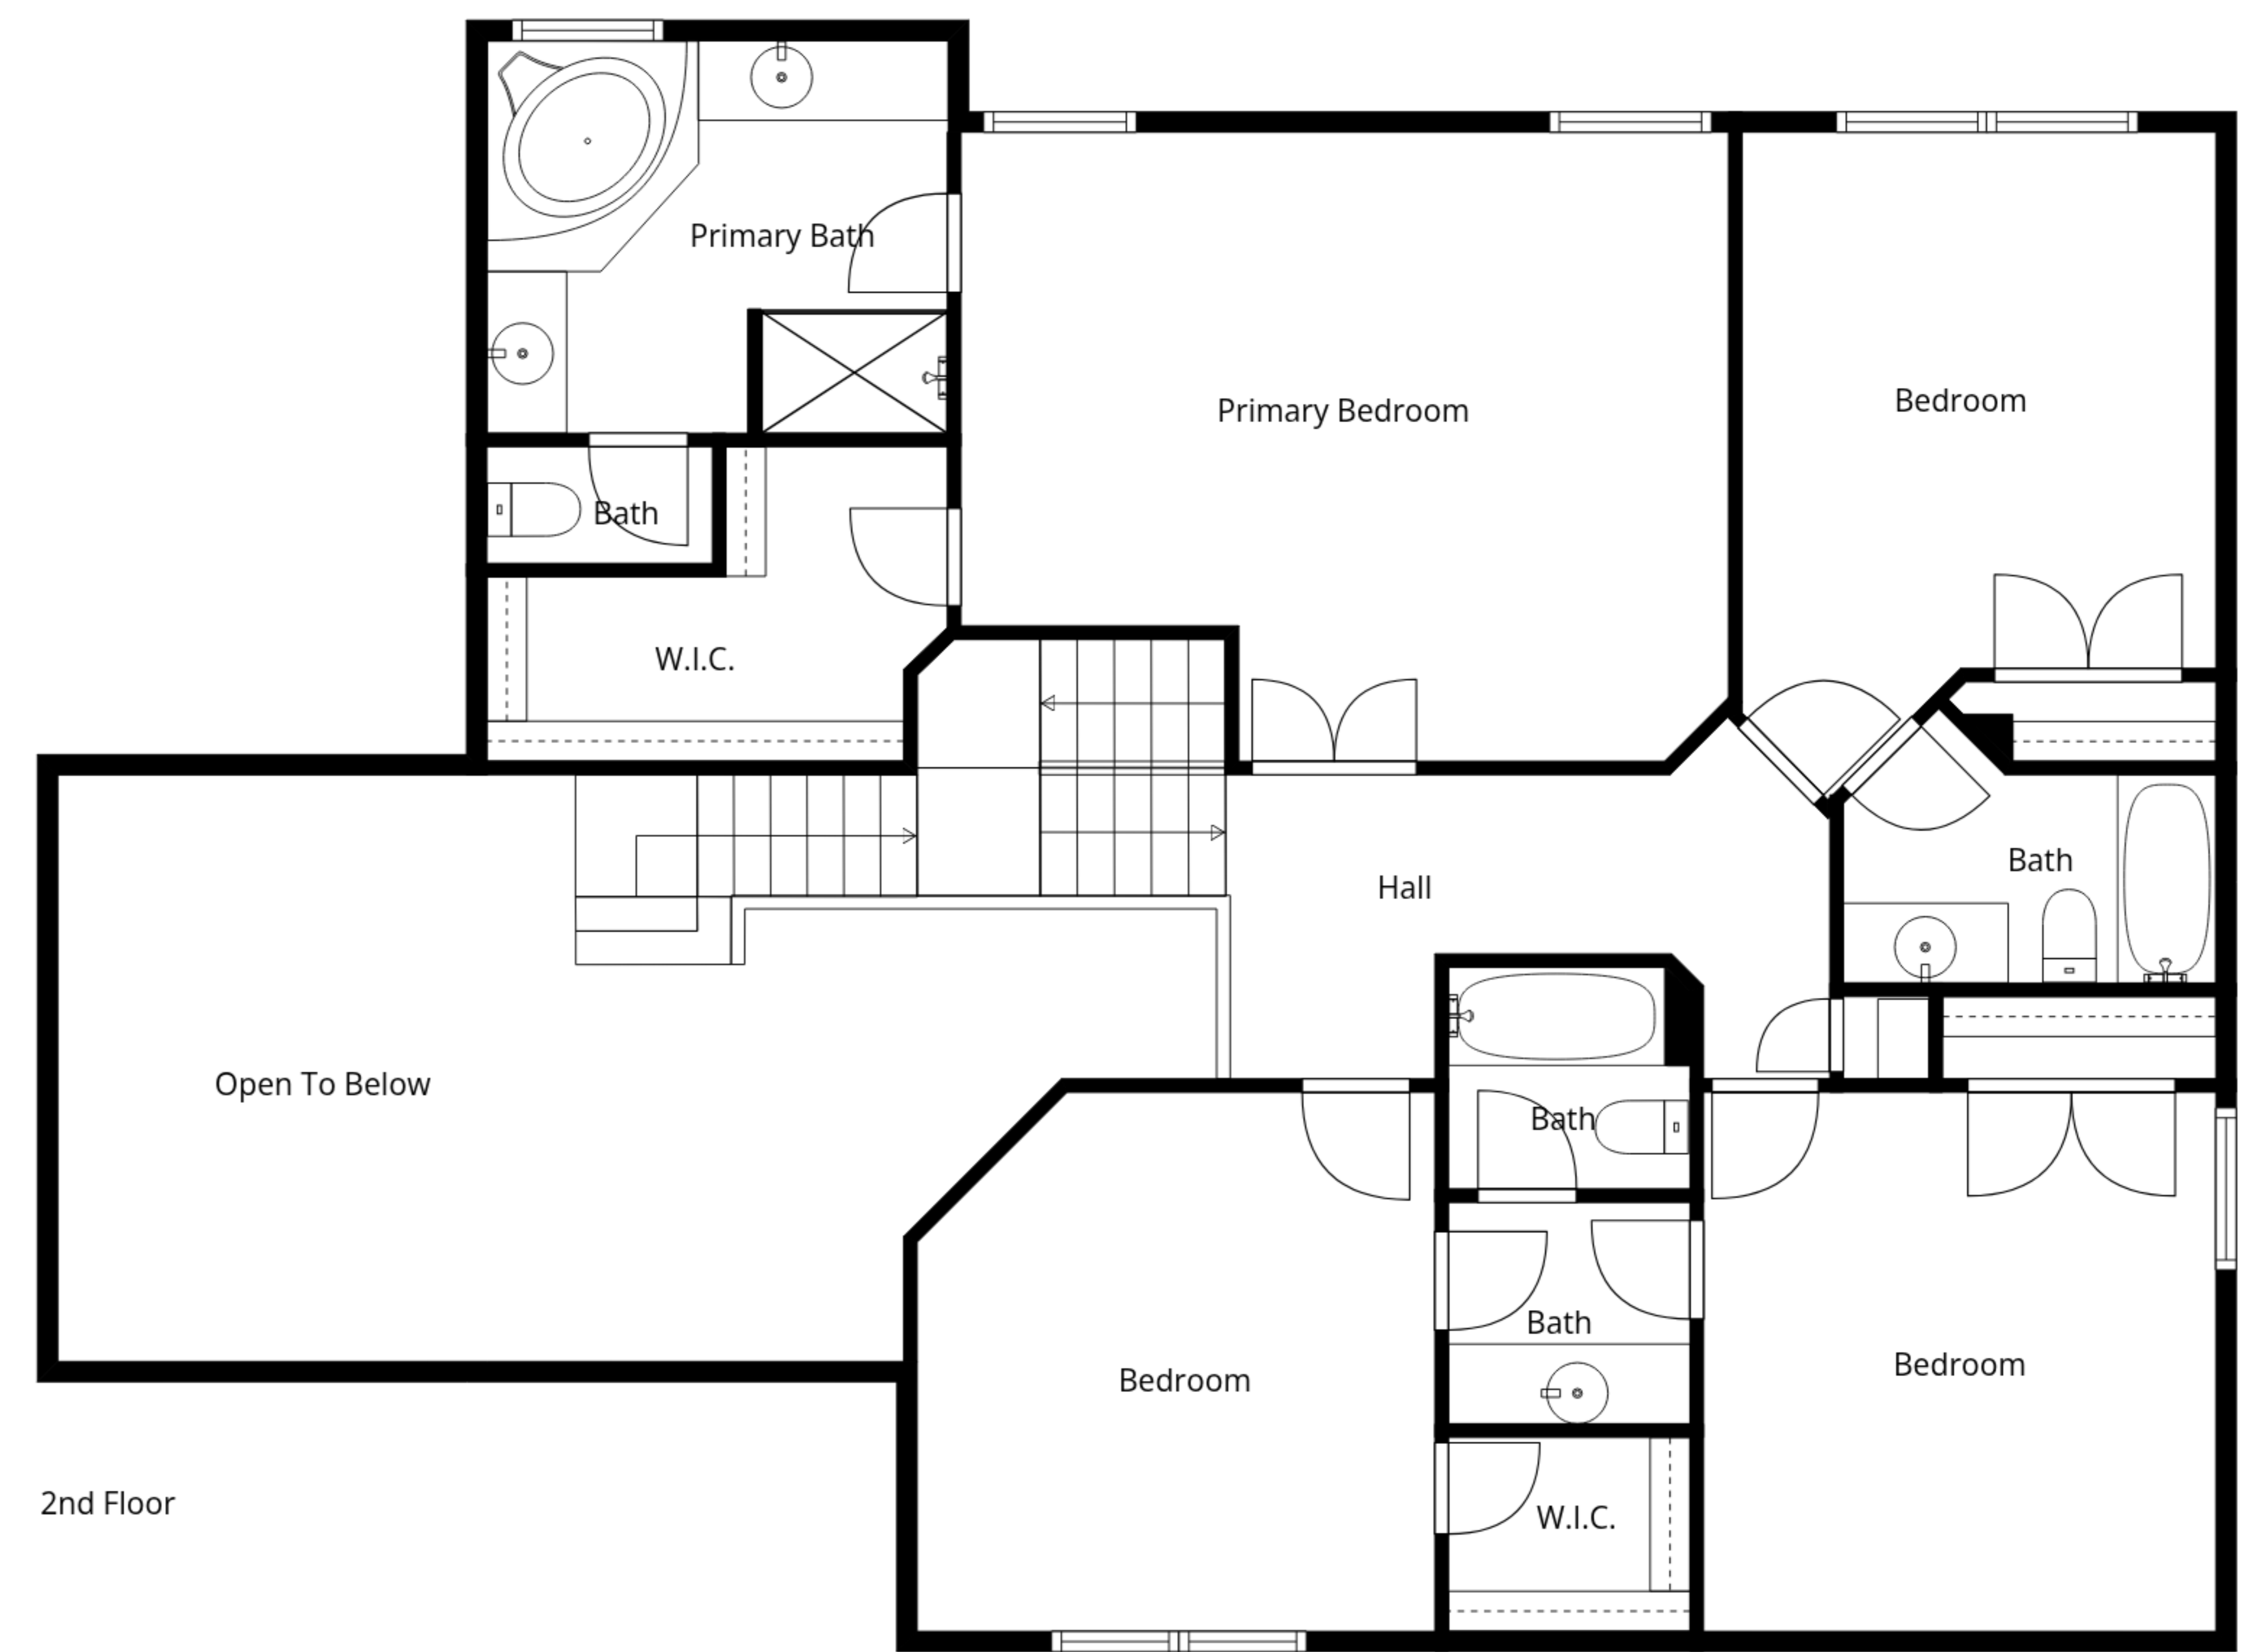 Primary Bath
Primary Bedroom
Bedroom
Bath
W.I.C.
Bath
Hall
Open To Below
Bath
Bath
Bedroom
Bedroom
2nd Floor
W.I.C.